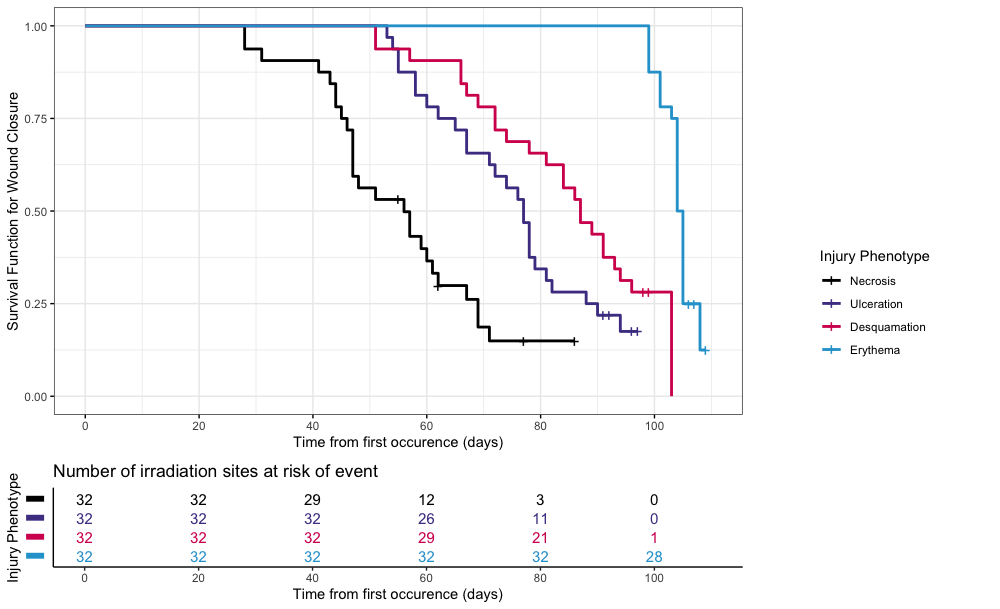 Survival Function for Wound Closure
1.00
0.75
0.50
0.25
0.00
0 20 40 60 80 100
Time from first occurence (days)
Injury Phenotype
Necrosis
Ulceration
Desquamation
Erythema
Number of irradiation sites at risk of event
Injury Phenotype
32 32 29 12 3 0
32 32 32 26 11 0
32 32 32 29 21 1
32 32 32 32 32 28
0 20 40 60 80 100
Time from first occurence (days)